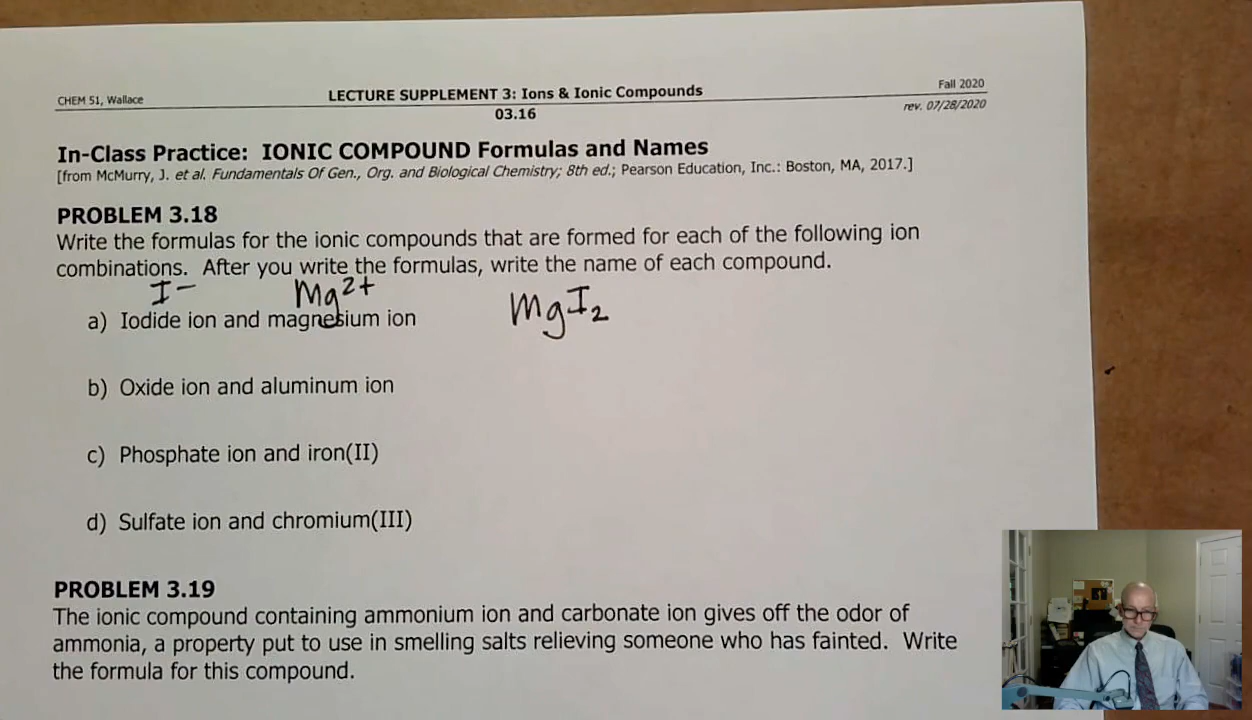 CHEM 51, Wallace LECTURE SUPPLEMENT 3: Ions & Ionic Compounds Fall 2020
03.16 rev. 07/28/2020
In-Class Practice: IONIC COMPOUND Formulas and Names
[from McMurry, J. et al. Fundamentals Of Gen., Org. and Biological Chemistry; 8th ed.; Pearson Education, Inc.: Boston, MA, 2017.]
PROBLEM 3.18
Write the formulas for the ionic compounds that are formed for each of the following ion
combinations. After you write the formulas, write the name of each compound.
I− Mg²⁺
a) Iodide ion and magnesium ion MgI₂
b) Oxide ion and aluminum ion
c) Phosphate ion and iron(II)
d) Sulfate ion and chromium(III)
PROBLEM 3.19
The ionic compound containing ammonium ion and carbonate ion gives off the odor of
ammonia, a property put to use in smelling salts relieving someone who has fainted. Write
the formula for this compound.